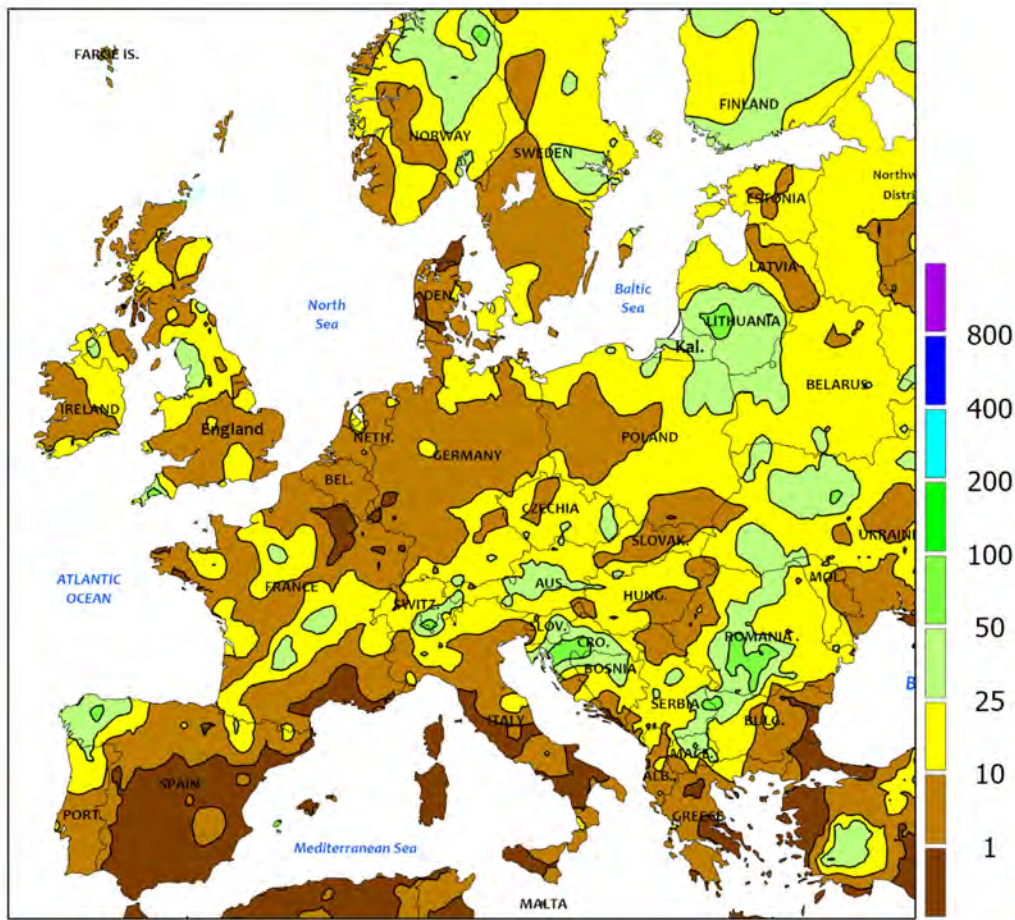 FAROE IS.
FINLAND
NORWAY
SWEDEN
Northw
Distri
ESTONIA
LATVIA
North
Sea
Baltic
Sea
DEN.
LITHUANIA
Kal.
800
BELARUS
IRELAND
England
400
NETH.
POLAND
GERMANY
200
BEL.
CZECHIA
UKRAINE
SLOVAK.
100
ATLANTIC
OCEAN
FRANCE
AUS.
MOL.
SWITZ.
HUNG.
SLOV.
50
CRO.
ROMANIA
BOSNIA
B
SERBIA
25
ITALY
BULG.
MACE.
ALB.
10
SPAIN
PORT.
GREECE
Mediterranean Sea
1
MALTA